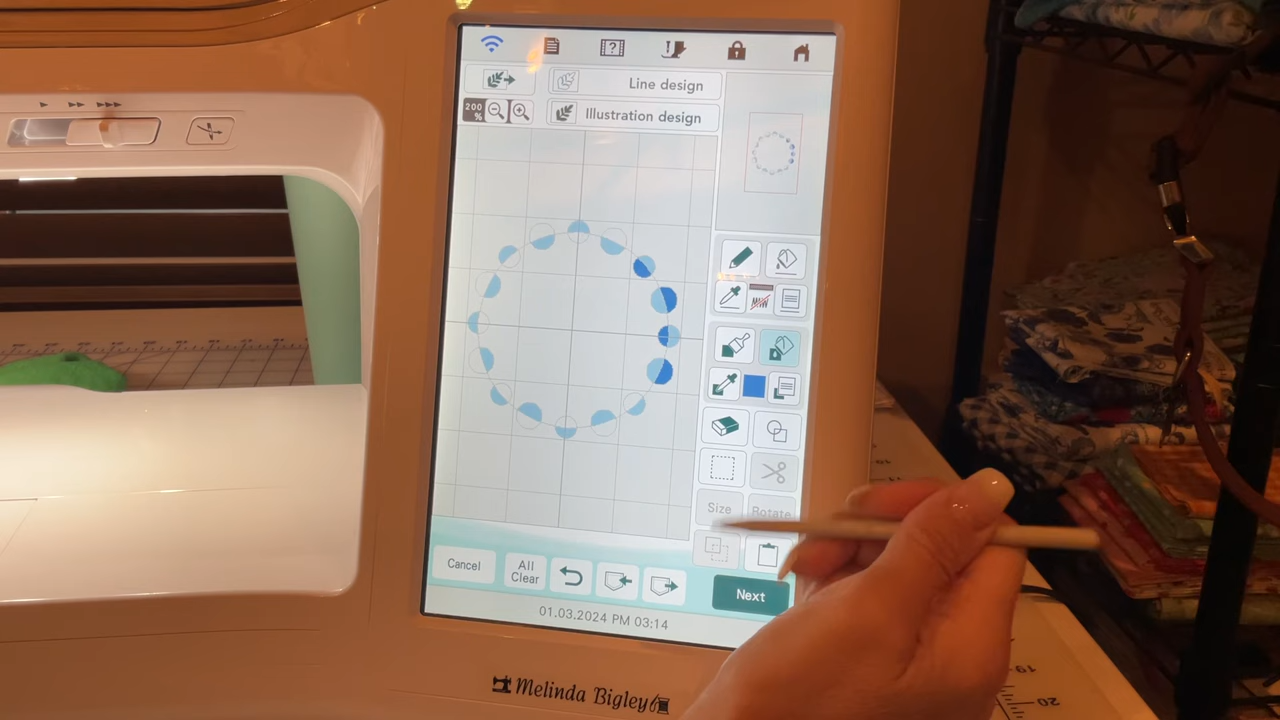 Line design
200 %
Illustration design
Size
Rotate
Cancel
All Clear
Next
01.03.2024 PM 03:14
Melinda Bigley
20